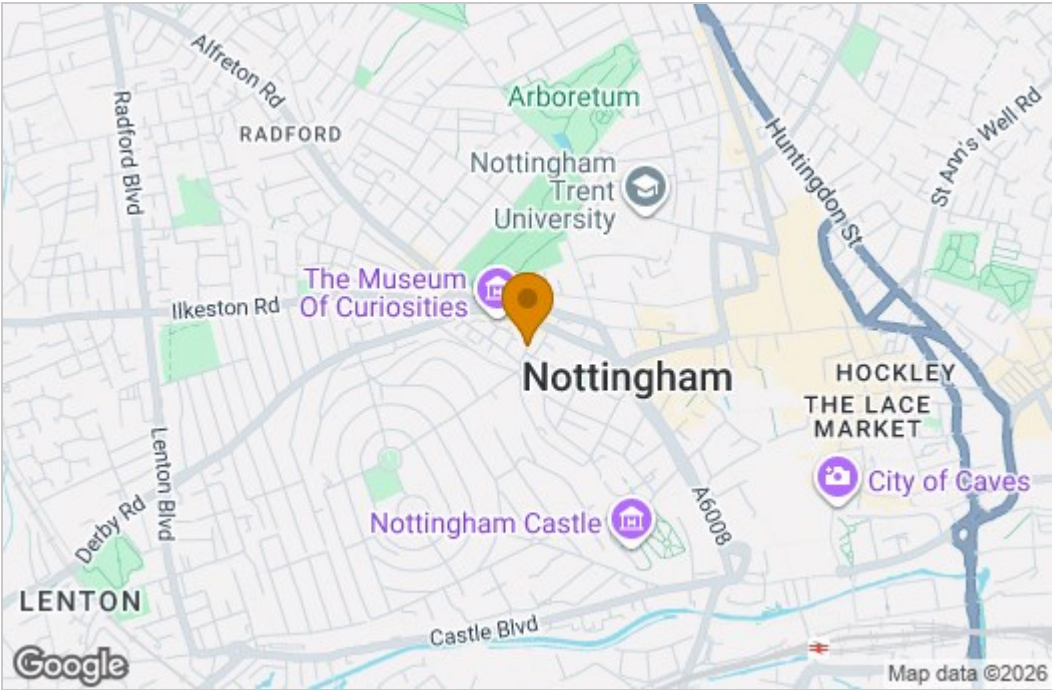 Alfreton Rd
Arboretum
Radford Blvd
RADFORD
Huntingdon St
St Ann's Well Rd
Nottingham
Trent
University
The Museum
Of Curiosities
Ilkeston Rd
Nottingham
HOCKLEY
THE LACE
MARKET
Lenton Blvd
City of Caves
Derby Rd
Nottingham Castle
A6008
LENTON
Castle Blvd
Google
Map data ©2026